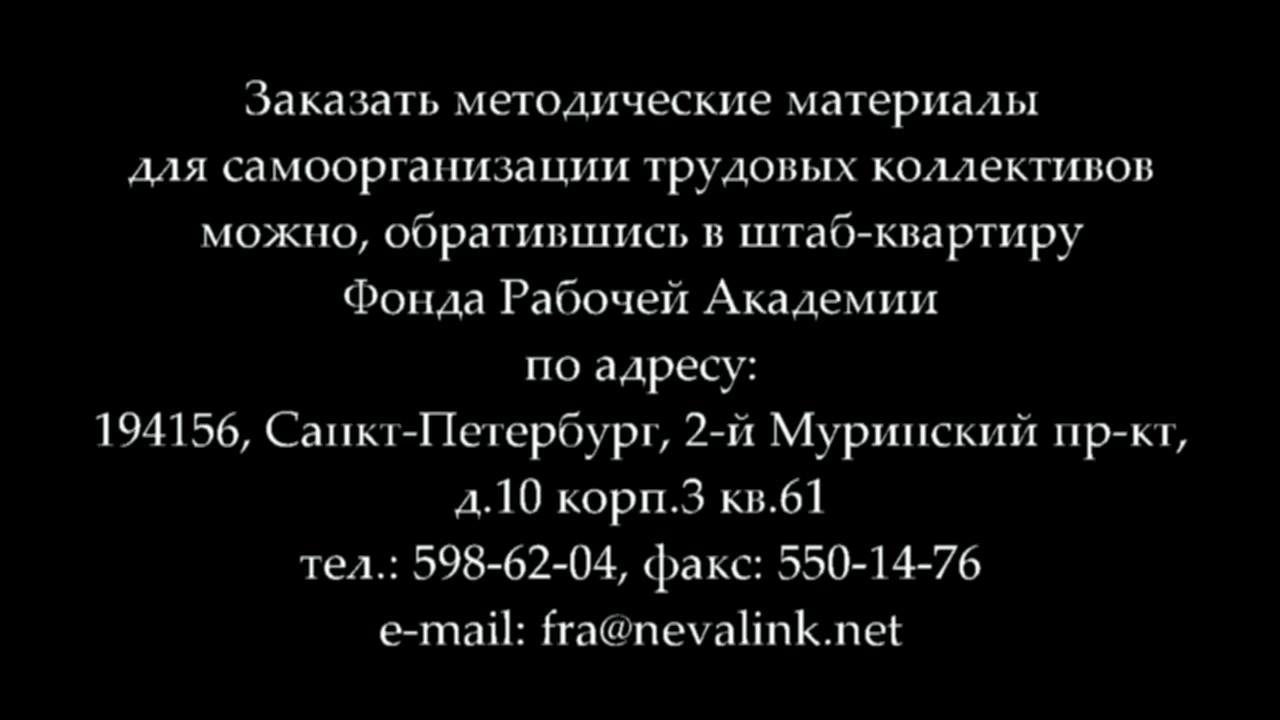 Заказать методические материалы
для самоорганизации трудовых коллективов
можно, обратившись в штаб-квартиру
Фонда Рабочей Академии
по адресу:
194156, Санкт-Петербург, 2-й Муринский пр-кт,
д.10 корп.3 кв.61
тел.: 598-62-04, факс: 550-14-76
e-mail: fra@nevalink.net